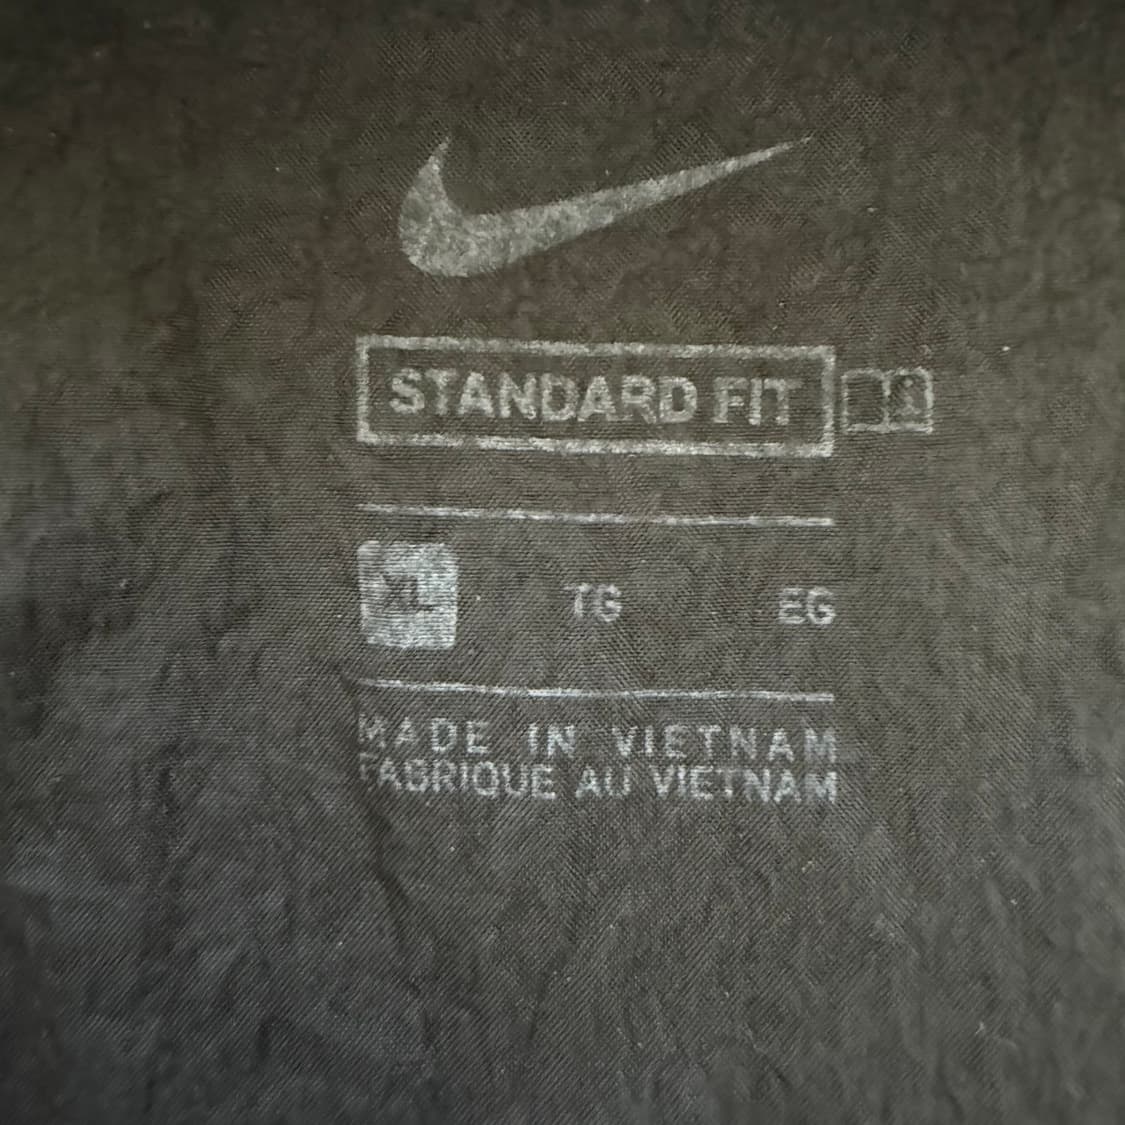 STANDARD FIT
XL TG EG
MADE IN VIETNAM
FABRIQUE AU VIETNAM